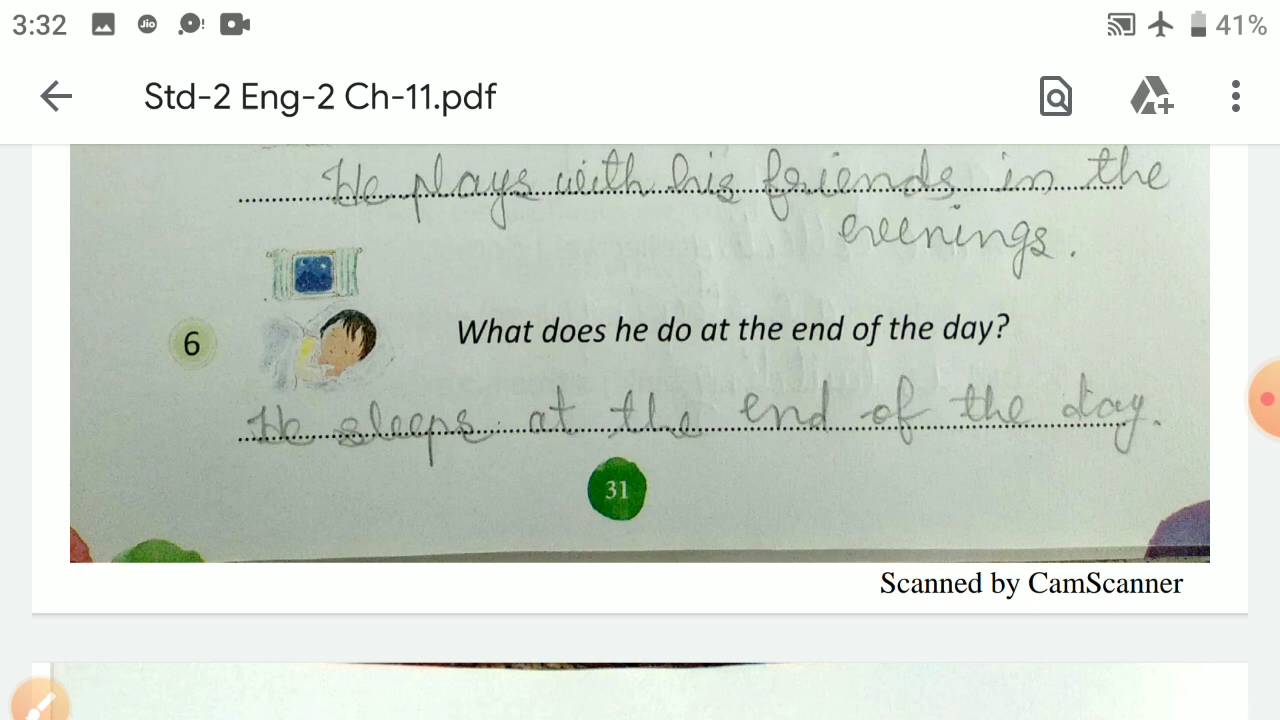 3:32 Jio 41%
Std-2 Eng-2 Ch-11.pdf
He plays with his friends in the
evenings.
6 What does he do at the end of the day?
He sleeps at the end of the day.
31
Scanned by CamScanner